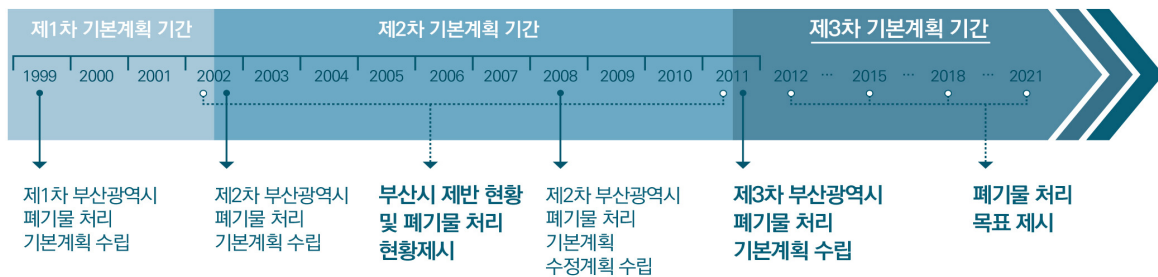 제1차 기본계획 기간
제2차 기본계획 기간
제3차 기본계획 기간
1999 2000 2001 2002 2003 2004 2005 2006 2007 2008 2009 2010 2011 2012 ··· 2015 ··· 2018 ··· 2021
제1차 부산광역시
폐기물 처리
기본계획 수립
제2차 부산광역시
폐기물 처리
기본계획 수립
부산시 제반 현황
및 폐기물 처리
현황제시
제2차 부산광역시
폐기물 처리
기본계획
수정계획 수립
제3차 부산광역시
폐기물 처리
기본계획 수립
폐기물 처리
목표 제시